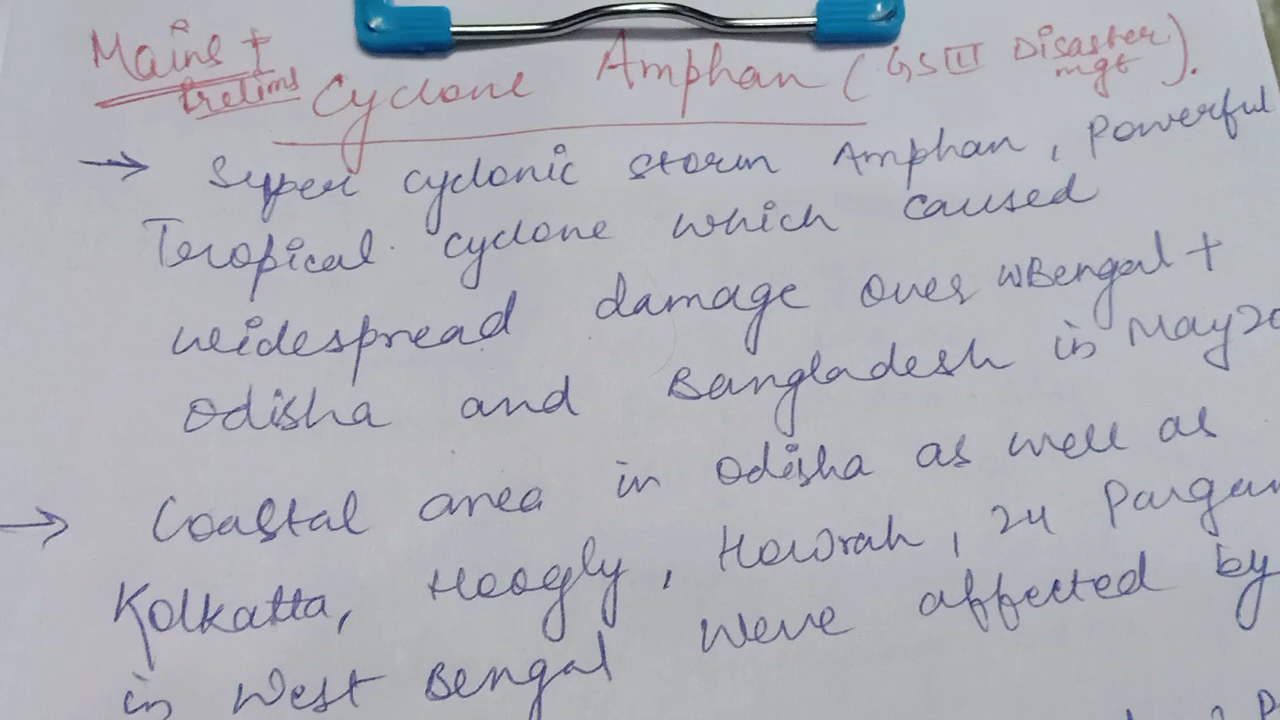 Mains +
Prelims
Cyclone Amphan (GS III Disaster
mgt).
→ Super cyclonic storm Amphan, Powerful
Tropical cyclone which caused
widespread damage over WBengal +
Odisha and Bangladesh in May 20
→ Coastal area in Odisha as well as
Kolkatta, Hoogly, Howrah, 24 Pargan
in West Bengal were affected by